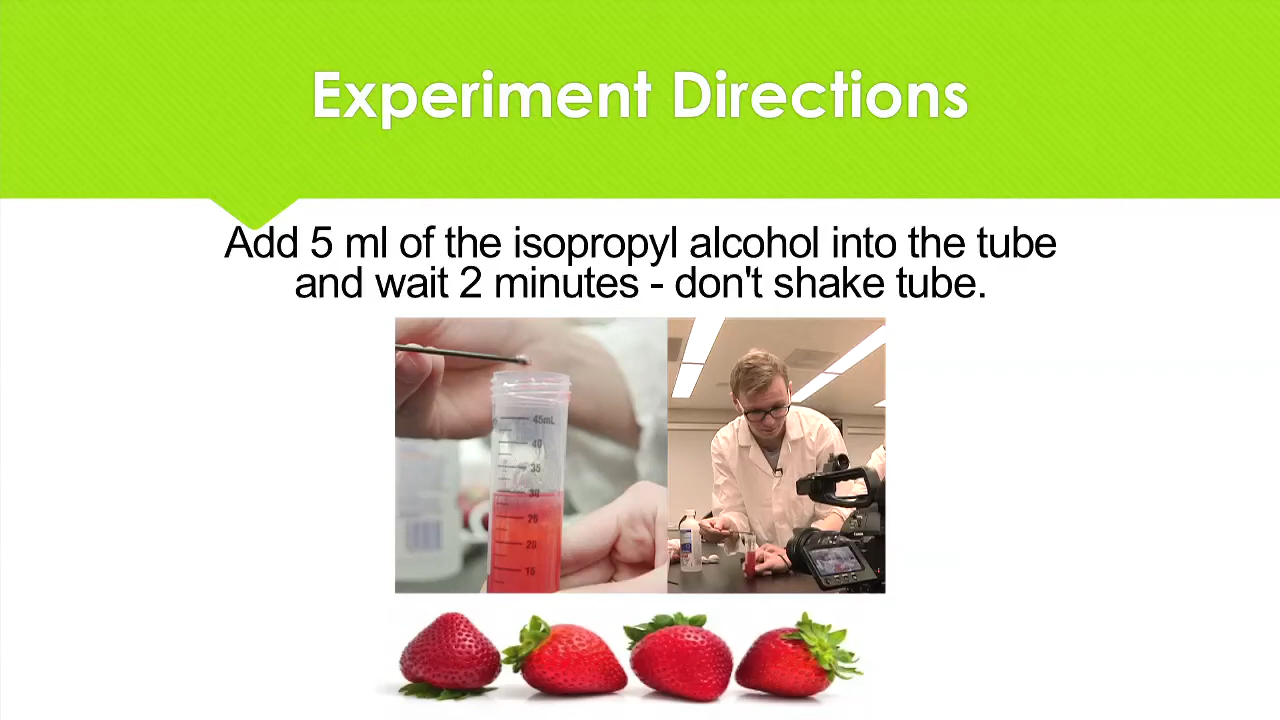 Experiment Directions
Add 5 ml of the isopropyl alcohol into the tube
and wait 2 minutes - don't shake tube.
45mL
40
35
30
25
20
15
Canon